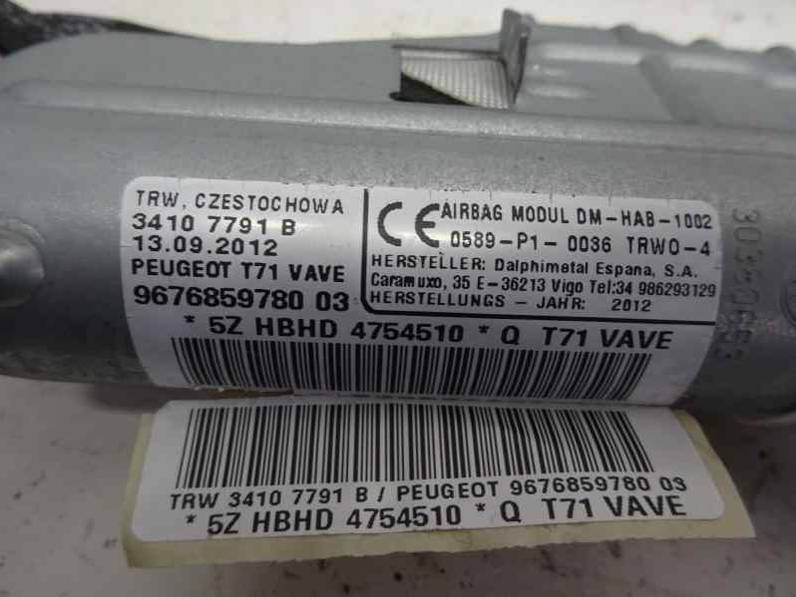 TRW, CZESTOCHOWA
3410 7791 B
13.09.2012
PEUGEOT T71 VAVE
9676859780 03
CE AIRBAG MODUL DM-HAB-1002
0589-P1-0036 TRWO-4
HERSTELLER: Dalphimetal Espana, S.A.
Caramuxo, 35 E-36213 Vigo Tel:34 986293129
HERSTELLUNGS - JAHR: 2012
* 5Z HBHD 4754510 * Q T71 VAVE
TRW 3410 7791 B / PEUGEOT 9676859780 03
* 5Z HBHD 4754510 * Q T71 VAVE